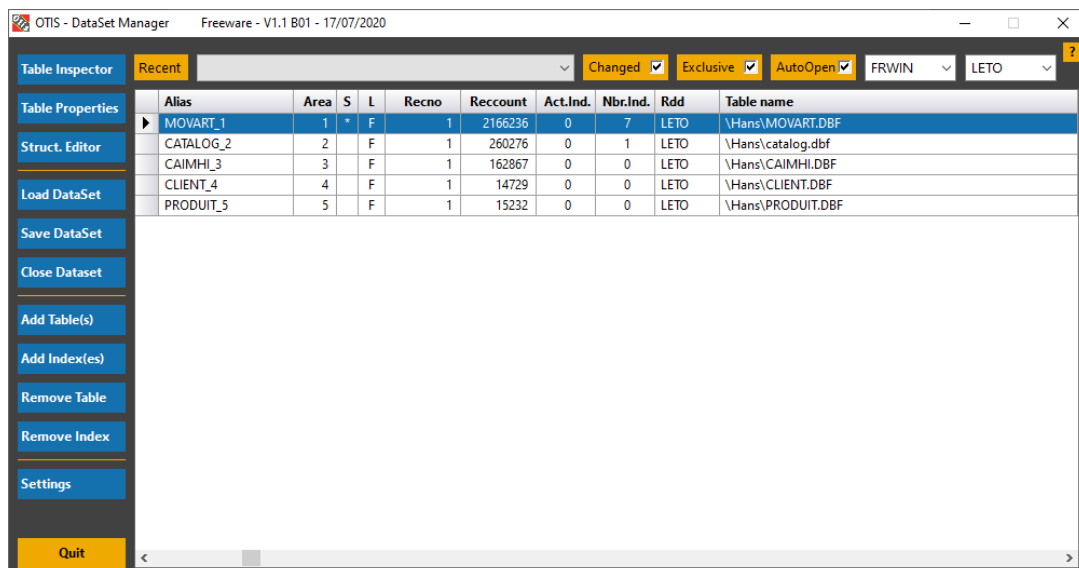 OTIS - DataSet Manager Freeware - V1.1 B01 - 17/07/2020
?
Table Inspector Recent Changed Exclusive AutoOpen FRWIN LETO
Table Properties
Struct. Editor
Load DataSet
Save DataSet
Close Dataset
Add Table(s)
Add Index(es)
Remove Table
Remove Index
Settings
Quit
Alias Area S L Recno Reccount Act.Ind. Nbr.Ind. Rdd Table name
MOVART_1 1 * F 1 2166236 0 7 LETO \Hans\MOVART.DBF
CATALOG_2 2 F 1 260276 0 1 LETO \Hans\catalog.dbf
CAIMHI_3 3 F 1 162867 0 0 LETO \Hans\CAIMHI.DBF
CLIENT_4 4 F 1 14729 0 0 LETO \Hans\CLIENT.DBF
PRODUIT_5 5 F 1 15232 0 0 LETO \Hans\PRODUIT.DBF